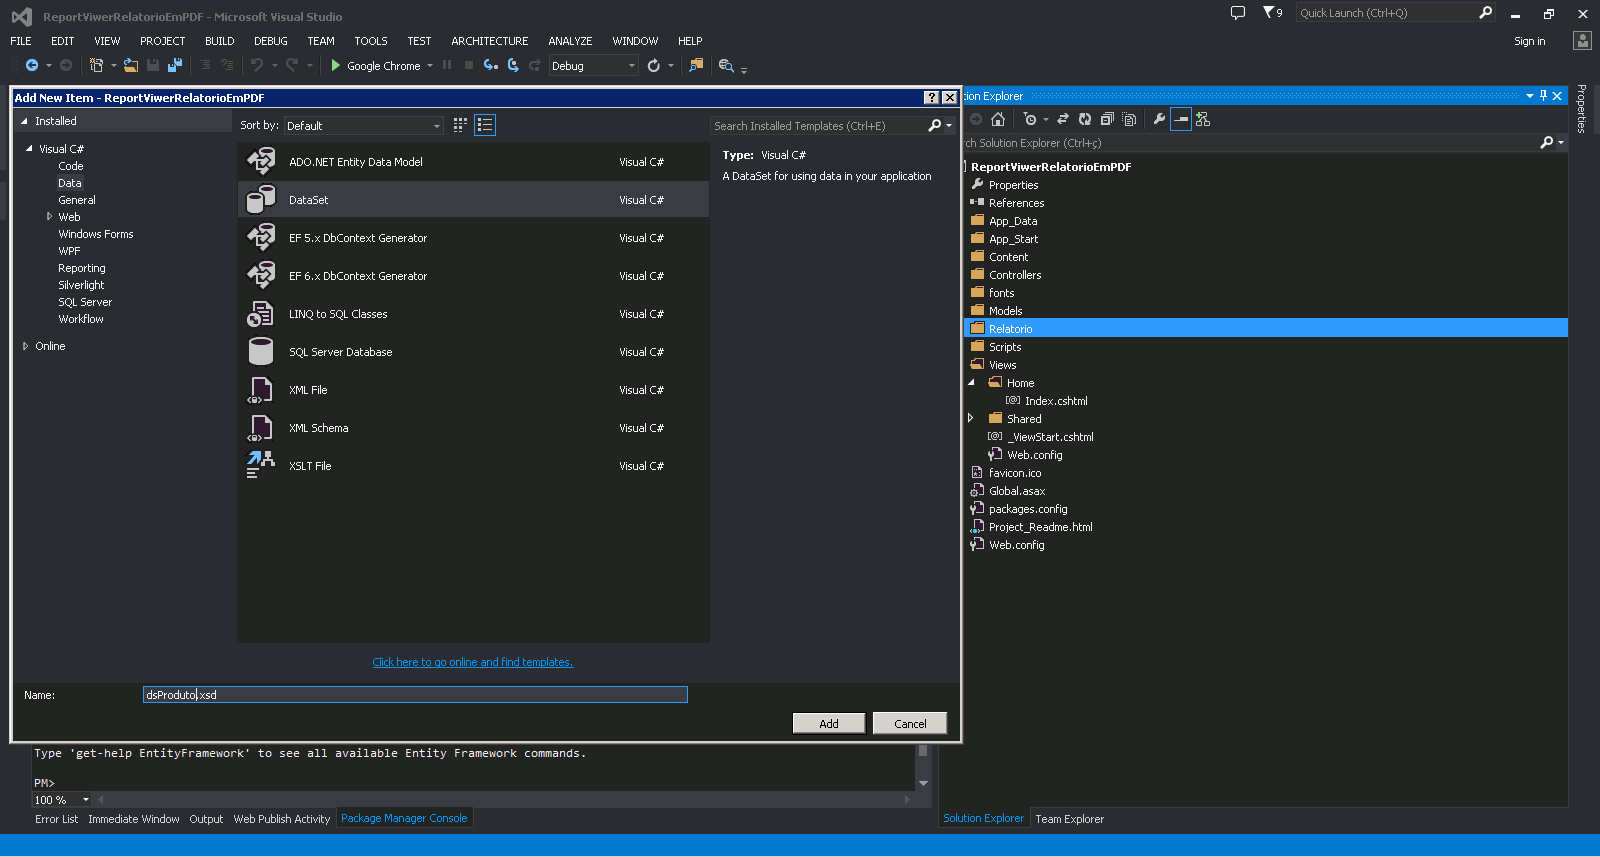 ReportViwerRelatorioEmPDF - Microsoft Visual Studio
9
Quick Launch (Ctrl+Q)
FILE EDIT VIEW PROJECT BUILD DEBUG TEAM TOOLS TEST ARCHITECTURE ANALYZE WINDOW HELP
Sign in
Google Chrome
Debug
Add New Item - ReportViwerRelatorioEmPDF
Installed
Visual C#
Code
Data
General
Web
Windows Forms
WPF
Reporting
Silverlight
SQL Server
Workflow
Online
Sort by: Default
ADO.NET Entity Data Model Visual C#
DataSet Visual C#
EF 5.x DbContext Generator Visual C#
EF 6.x DbContext Generator Visual C#
LINQ to SQL Classes Visual C#
SQL Server Database Visual C#
XML File Visual C#
XML Schema Visual C#
XSLT File Visual C#
Click here to go online and find templates.
Search Installed Templates (Ctrl+E)
Type: Visual C#
A DataSet for using data in your application
Name: dsProduto.xsd
Add Cancel
Type 'get-help EntityFramework' to see all available Entity Framework commands.
PM>
100 %
Error List Immediate Window Output Web Publish Activity Package Manager Console
tion Explorer
rch Solution Explorer (Ctrl+ç)
ReportViwerRelatorioEmPDF
Properties
References
App_Data
App_Start
Content
Controllers
fonts
Models
Relatorio
Scripts
Views
Home
Index.cshtml
Shared
_ViewStart.cshtml
Web.config
favicon.ico
Global.asax
packages.config
Project_Readme.html
Web.config
Solution Explorer Team Explorer
Properties